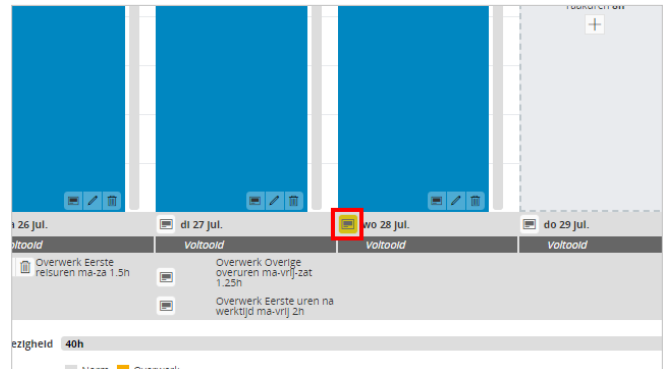 8h
26 jul.
di 27 jul.
wo 28 jul.
do 29 jul.
Voltooid
Voltooid
Voltooid
Overwerk Eerste
reisuren ma-za 1.5h
Overwerk Overige
overuren ma-vrij-zat
1.25h
Overwerk Eerste uren na
werktijd ma-vrij 2h
ezigheid 40h
Norm Overwerk